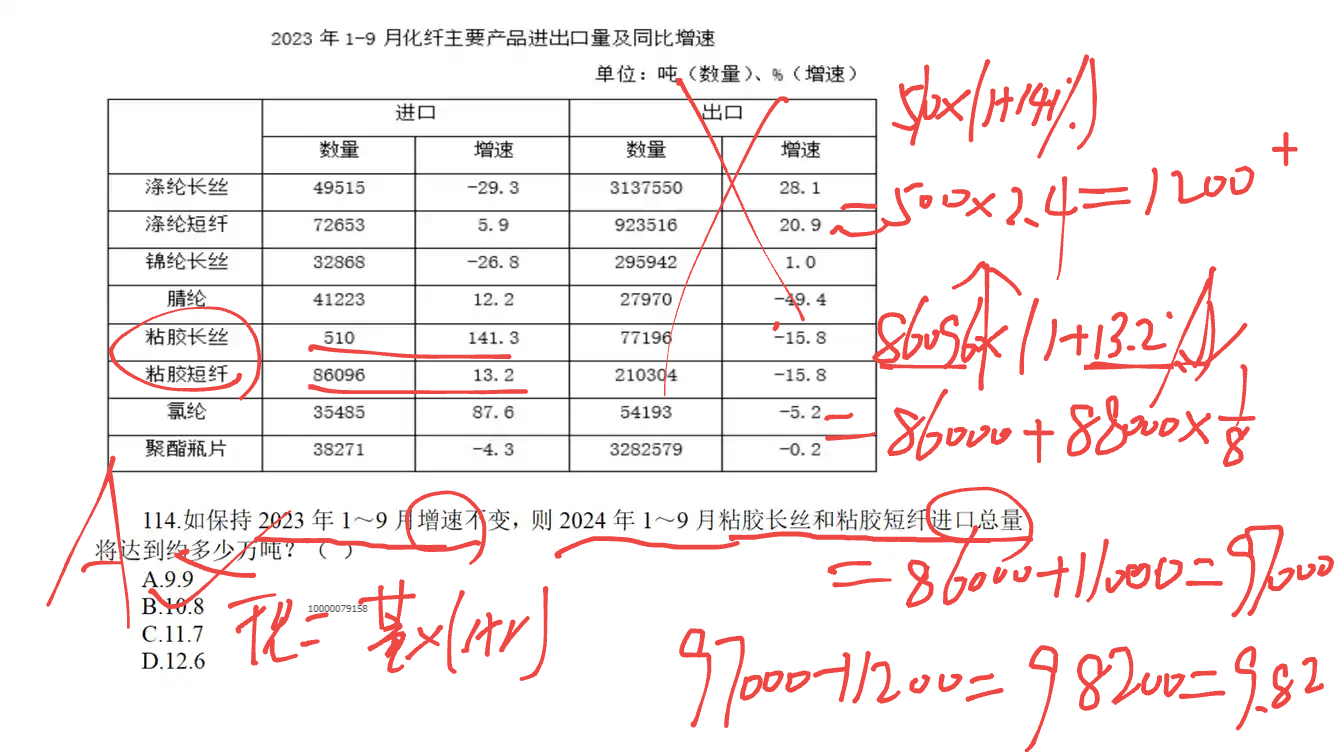 2023 年 1-9 月化纤主要产品进出口量及同比增速
单位：吨（数量）、%（增速）
进口 出口
数量 增速 数量 增速
涤纶长丝 49515 -29.3 3137550 28.1
涤纶短纤 72653 5.9 923516 20.9
锦纶长丝 32868 -26.8 295942 1.0
腈纶 41223 12.2 27970 -49.4
粘胶长丝 510 141.3 77196 -15.8
粘胶短纤 86096 13.2 210304 -15.8
氯纶 35485 87.6 54193 -5.2
聚酯瓶片 38271 -4.3 3282579 -0.2
510×(1+141%)
=500×2.4=1200+
86096×(1+13.2%)
=86000+88000×1/8
=86000+11000=97000
97000+1200=98200=9.82
114.如保持 2023 年 1～9 月增速不变，则 2024 年 1～9 月粘胶长丝和粘胶短纤进口总量
将达到约多少万吨？（ ）
A.9.9
B.10.8
C.11.7
D.12.6
A
10000079158
现=基×(1+r)